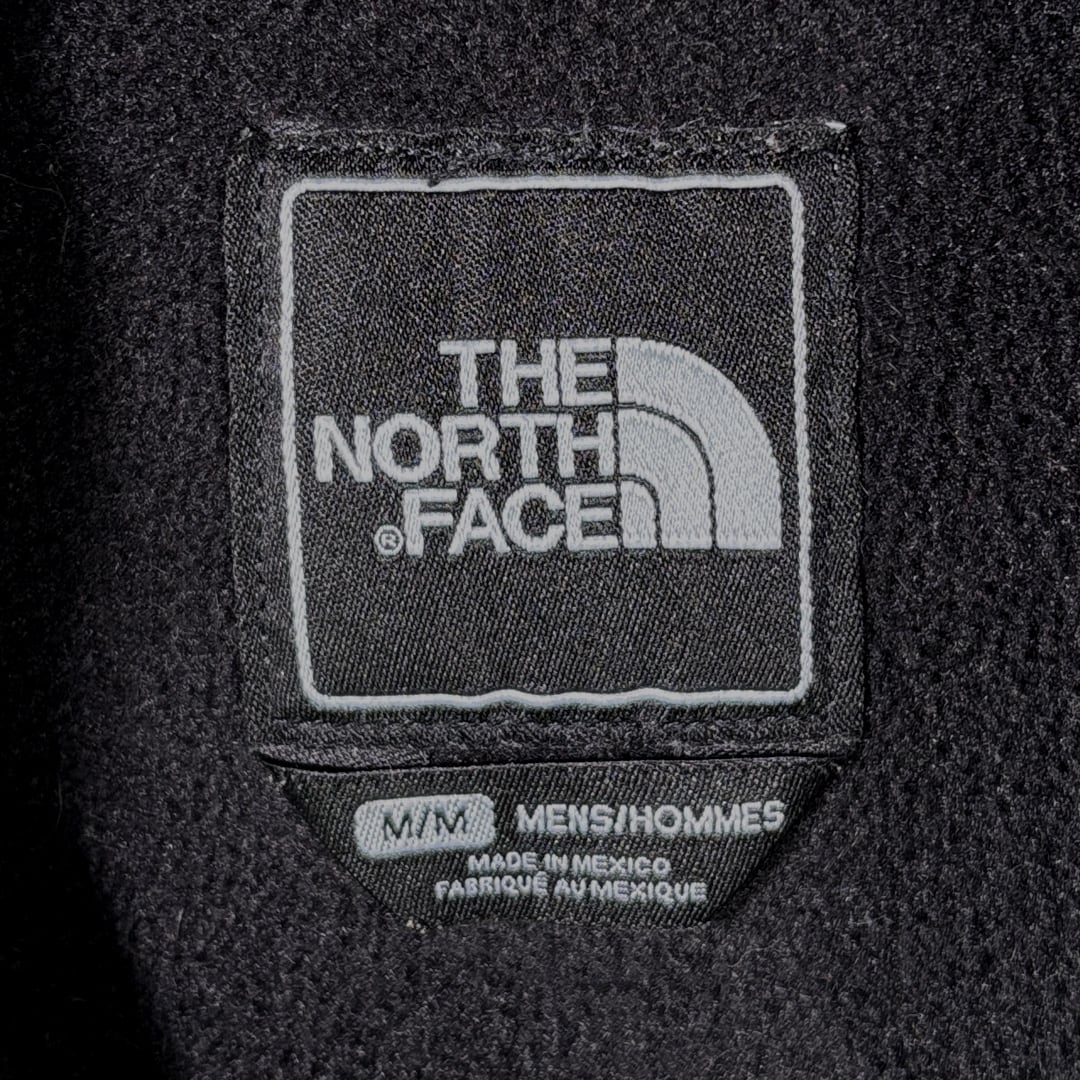 THE
NORTH
®FACE
M/M MENS/HOMMES
MADE IN MEXICO
FABRIQUÉ AU MEXIQUE